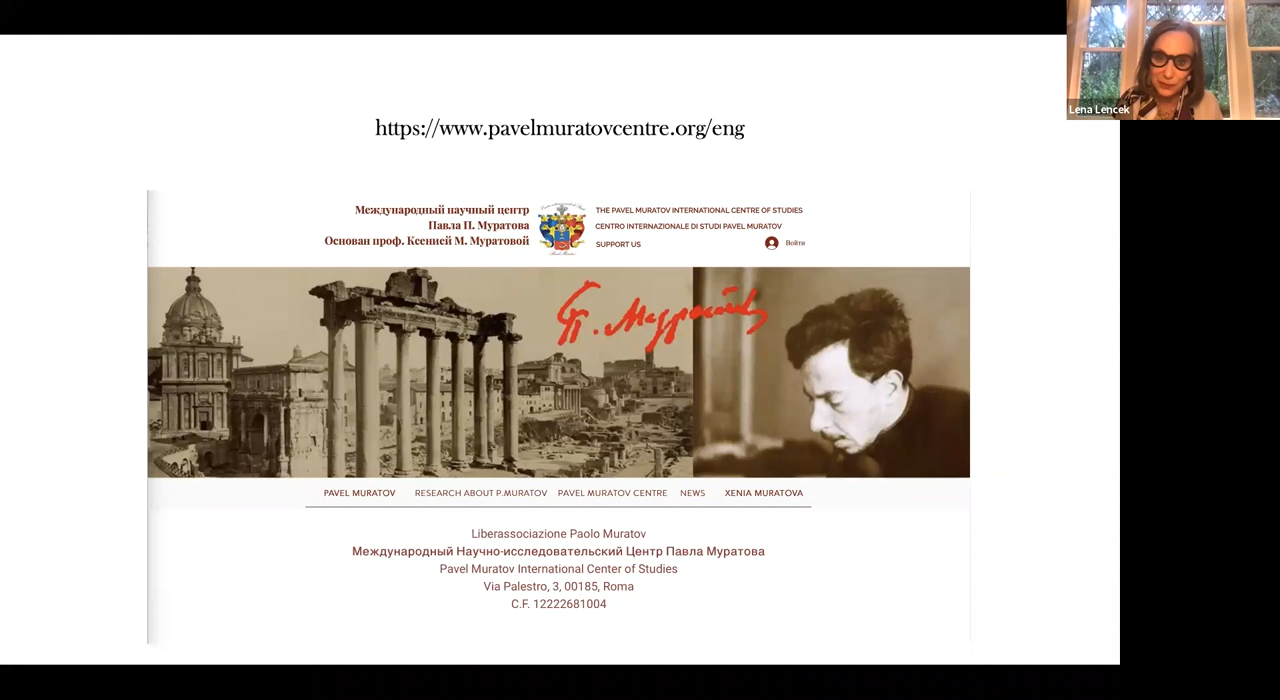 Lena Lencek
https://www.pavelmuratovcentre.org/eng
Международный научный центр
Павла П. Муратова
Основан проф. Ксенией М. Муратовой
THE PAVEL MURATOV INTERNATIONAL CENTRE OF STUDIES
CENTRO INTERNAZIONALE DI STUDI PAVEL MURATOV
SUPPORT US
Войти
П. Муратов
PAVEL MURATOV
RESEARCH ABOUT P.MURATOV
PAVEL MURATOV CENTRE
NEWS
XENIA MURATOVA
Liberassociazione Paolo Muratov
Международный Научно-исследовательский Центр Павла Муратова
Pavel Muratov International Center of Studies
Via Palestro, 3, 00185, Roma
C.F. 12222681004